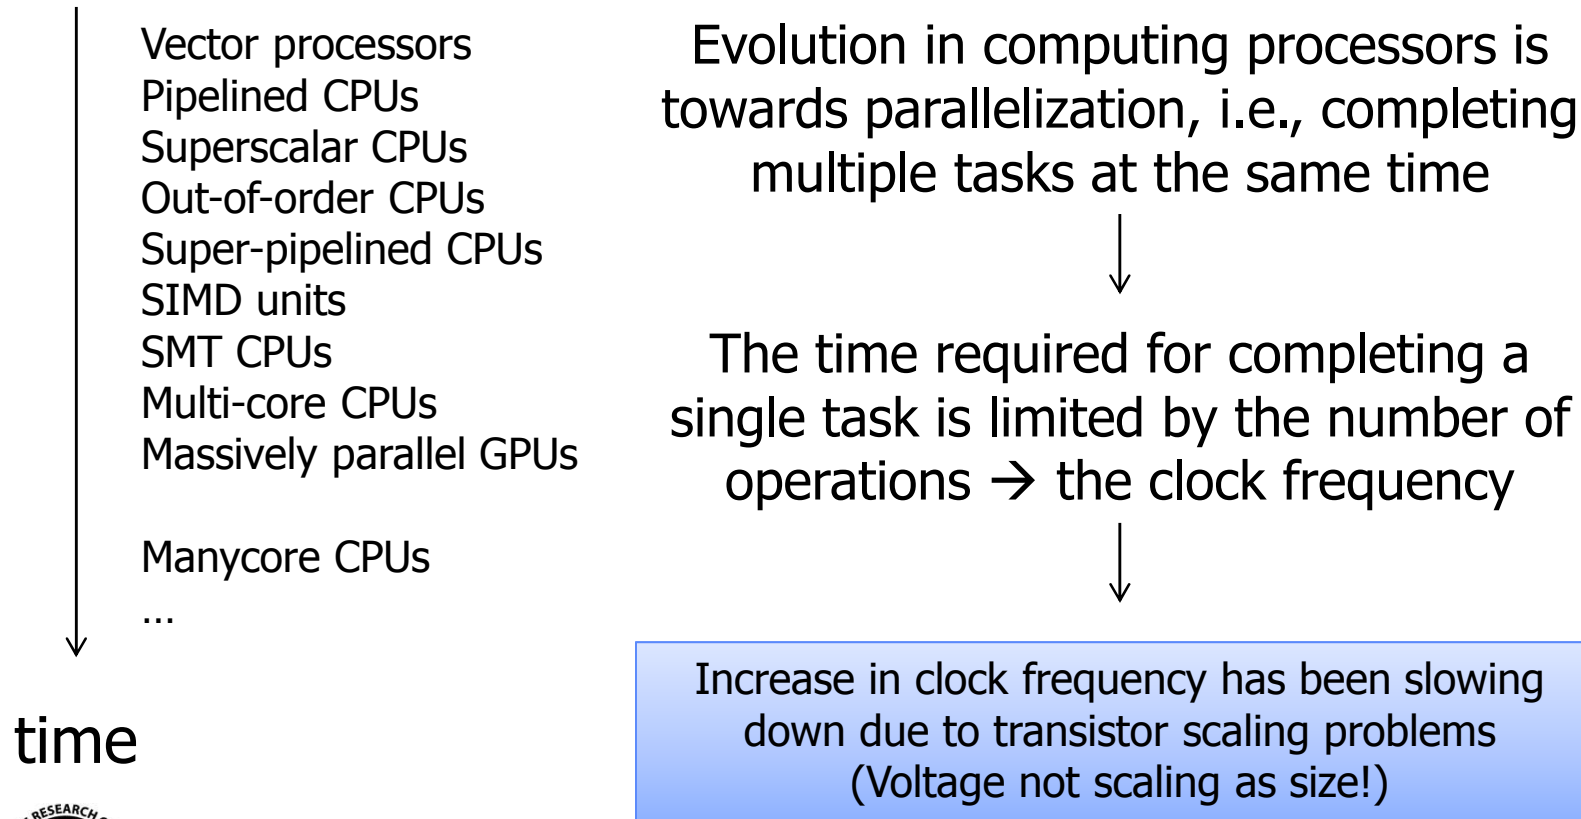 Vector processors
Pipelined CPUs
Superscalar CPUs
Out-of-order CPUs
Super-pipelined CPUs
SIMD units
SMT CPUs
Multi-core CPUs
Massively parallel GPUs
Manycore CPUs
...
time
Evolution in computing processors is
towards parallelization, i.e., completing
multiple tasks at the same time
The time required for completing a
single task is limited by the number of
operations → the clock frequency
Increase in clock frequency has been slowing
down due to transistor scaling problems
(Voltage not scaling as size!)
RESEARCH